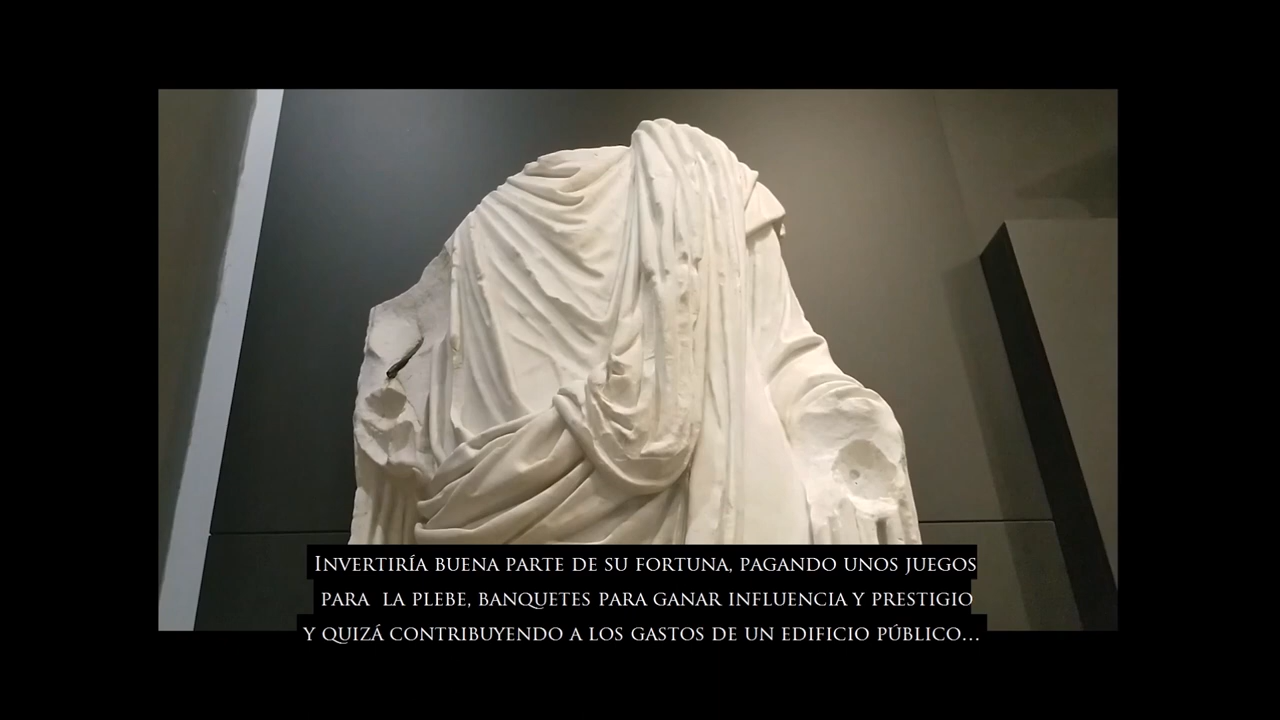 Invertiría buena parte de su fortuna, pagando unos juegos
para la plebe, banquetes para ganar influencia y prestigio
y quizá contribuyendo a los gastos de un edificio público...